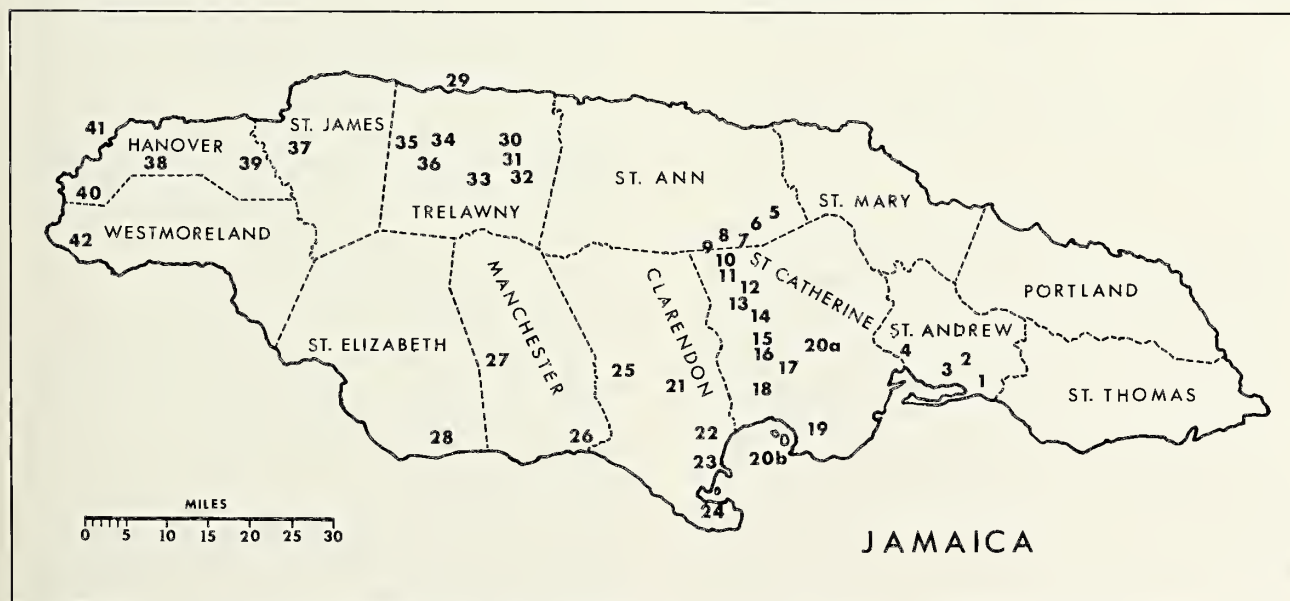 29
41
HANOVER
38
39
ST. JAMES
37
35
34
30
36
31
33
32
TRELAWNY
ST. ANN
ST. MARY
40
42
WESTMORELAND
5
6
7
8
9
10
11
12
13
14
15
16
17
18
ST CATHERINE
20a
MANCHESTER
CLARENDON
PORTLAND
ST. ANDREW
4
3
2
1
ST. THOMAS
ST. ELIZABETH
27
25
21
28
26
22
23
24
20b
19
MILES
0 5 10 15 20 25 30
JAMAICA